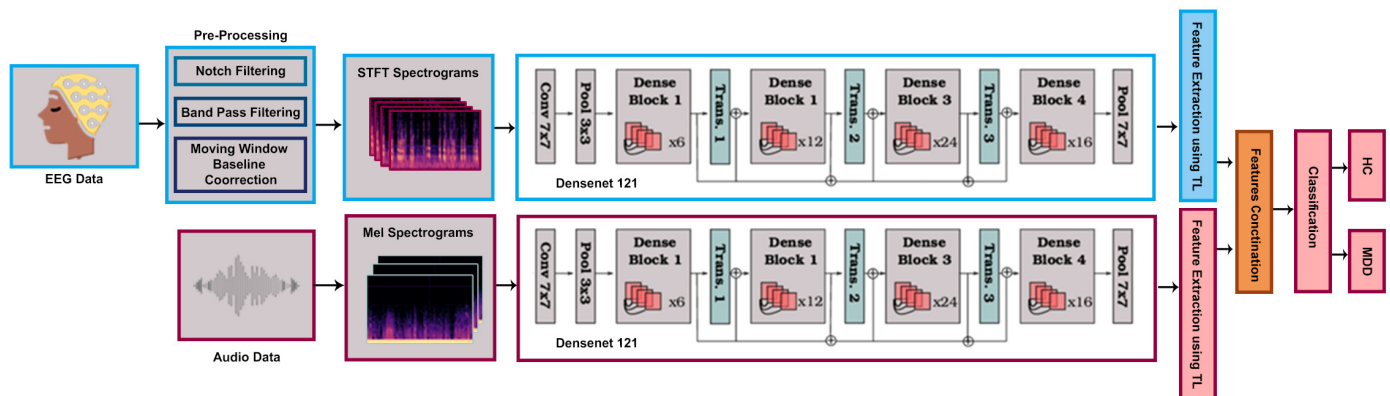 Pre-Processing
Notch Filtering
Band Pass Filtering
Moving Window
Baseline
Coorrection
EEG Data
STFT Spectrograms
Conv 7x7
Pool 3x3
Dense
Block 1
x6
Trans. 1
Dense
Block 1
x12
Trans. 2
Dense
Block 3
x24
Trans. 3
Dense
Block 4
x16
Pool 7x7
Densenet 121
Feature Extraction using TL
Audio Data
Mel Spectrograms
Conv 7x7
Pool 3x3
Dense
Block 1
x6
Trans. 1
Dense
Block 1
x12
Trans. 2
Dense
Block 3
x24
Trans. 3
Dense
Block 4
x16
Pool 7x7
Densenet 121
Feature Extraction using TL
Features Conctination
Classification
HC
MDD